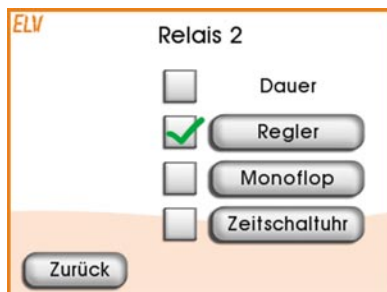 ELV
Relais 2
Dauer
Regler
Monoflop
Zeitschaltuhr
Zurück